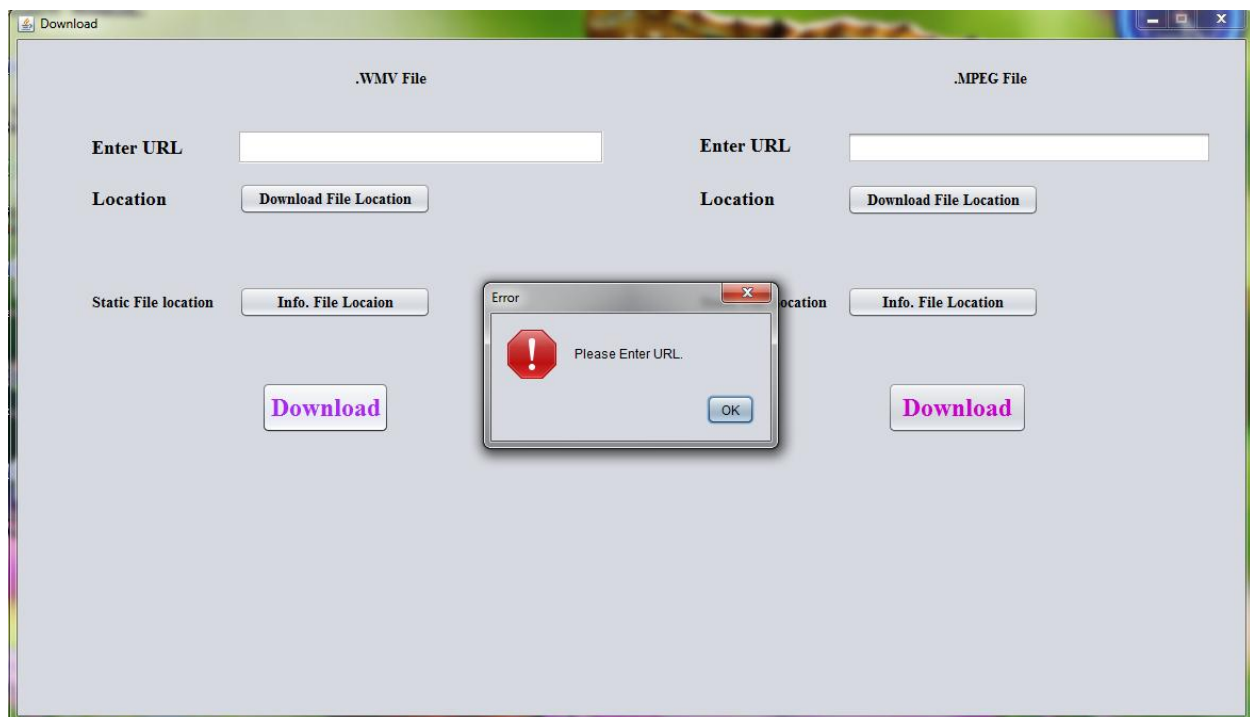 Download
.WMV File
.MPEG File
Enter URL
Enter URL
Location
Download File Location
Location
Download File Location
Static File location
Info. File Locaion
ocation
Info. File Location
Error
Please Enter URL.
OK
Download
Download